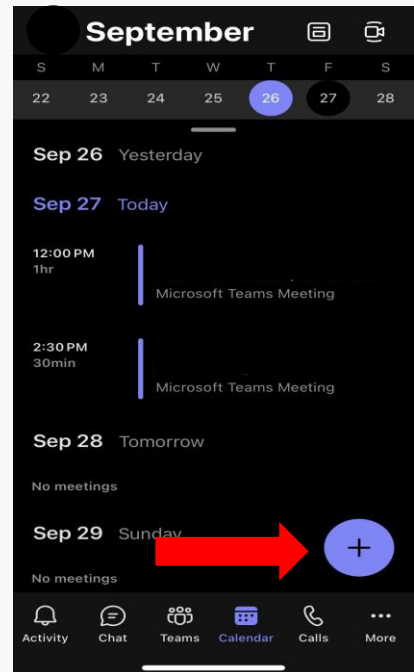 September
S M T W T F S
22 23 24 25 26 27 28
Sep 26 Yesterday
Sep 27 Today
12:00 PM
1hr
Microsoft Teams Meeting
2:30 PM
30min
Microsoft Teams Meeting
Sep 28 Tomorrow
No meetings
Sep 29 Sunday
No meetings
Activity Chat Teams Calendar Calls More